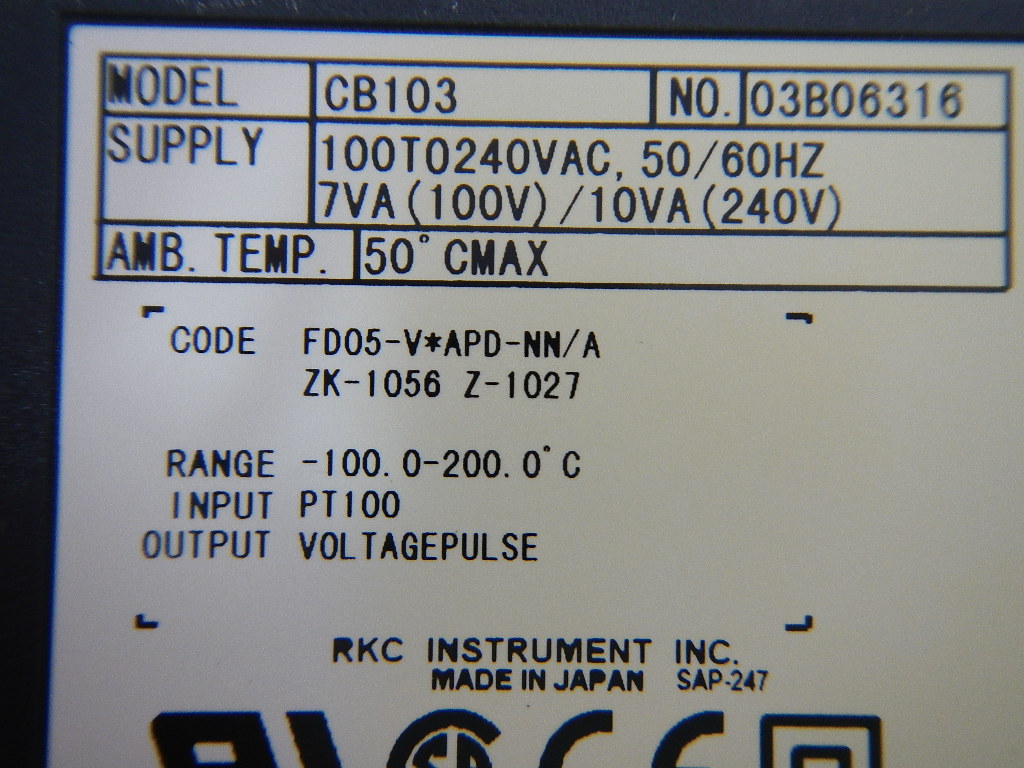 MODEL CB103 NO. 03B06316
SUPPLY 100TO240VAC, 50/60HZ
7VA(100V)/10VA(240V)
AMB. TEMP. 50°CMAX
CODE FD05-V*APD-NN/A
ZK-1056 Z-1027
RANGE -100.0-200.0°C
INPUT PT100
OUTPUT VOLTAGEPULSE
RKC INSTRUMENT INC.
MADE IN JAPAN SAP-247